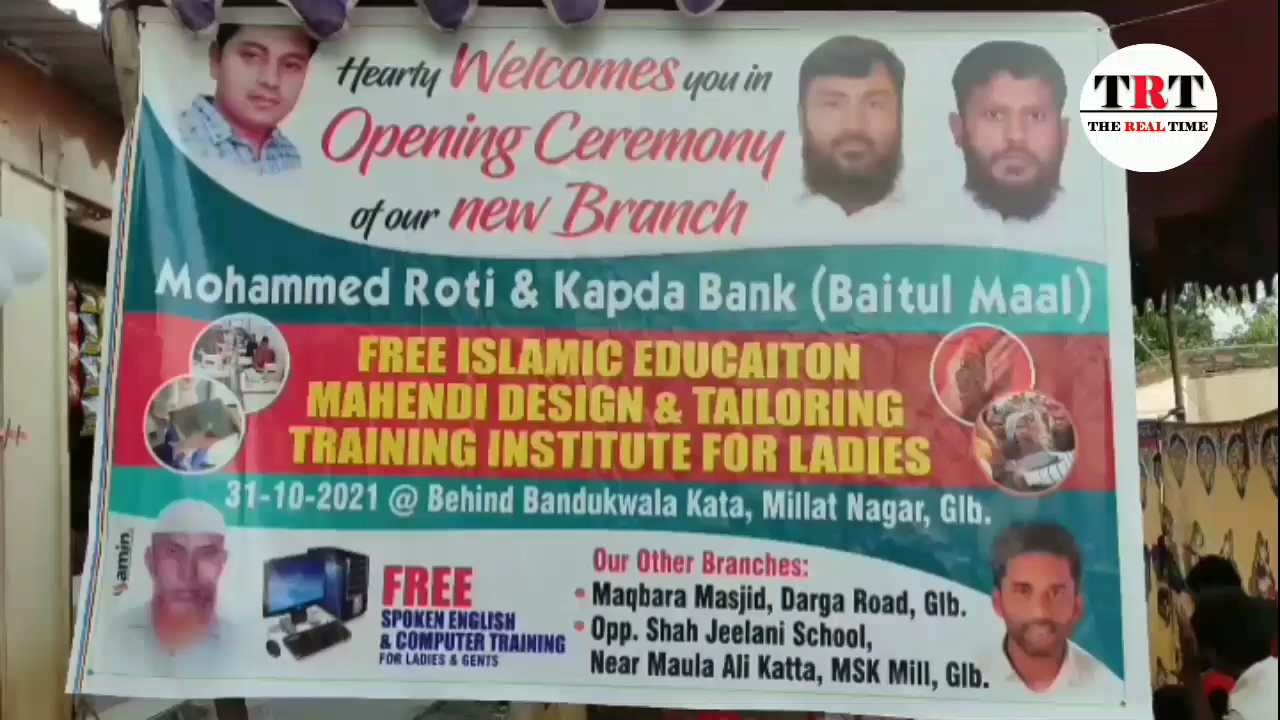 Hearty Welcomes you in
Opening Ceremony
of our new Branch
TRT
THE REAL TIME
Mohammed Roti & Kapda Bank (Baitul Maal)
FREE ISLAMIC EDUCAITON
MAHENDI DESIGN & TAILORING
TRAINING INSTITUTE FOR LADIES
31-10-2021 @ Behind Bandukwala Kata, Millat Nagar, Glb.
amin
FREE
SPOKEN ENGLISH
& COMPUTER TRAINING
FOR LADIES & GENTS
Our Other Branches:
• Maqbara Masjid, Darga Road, Glb.
• Opp. Shah Jeelani School,
Near Maula Ali Katta, MSK Mill, Glb.